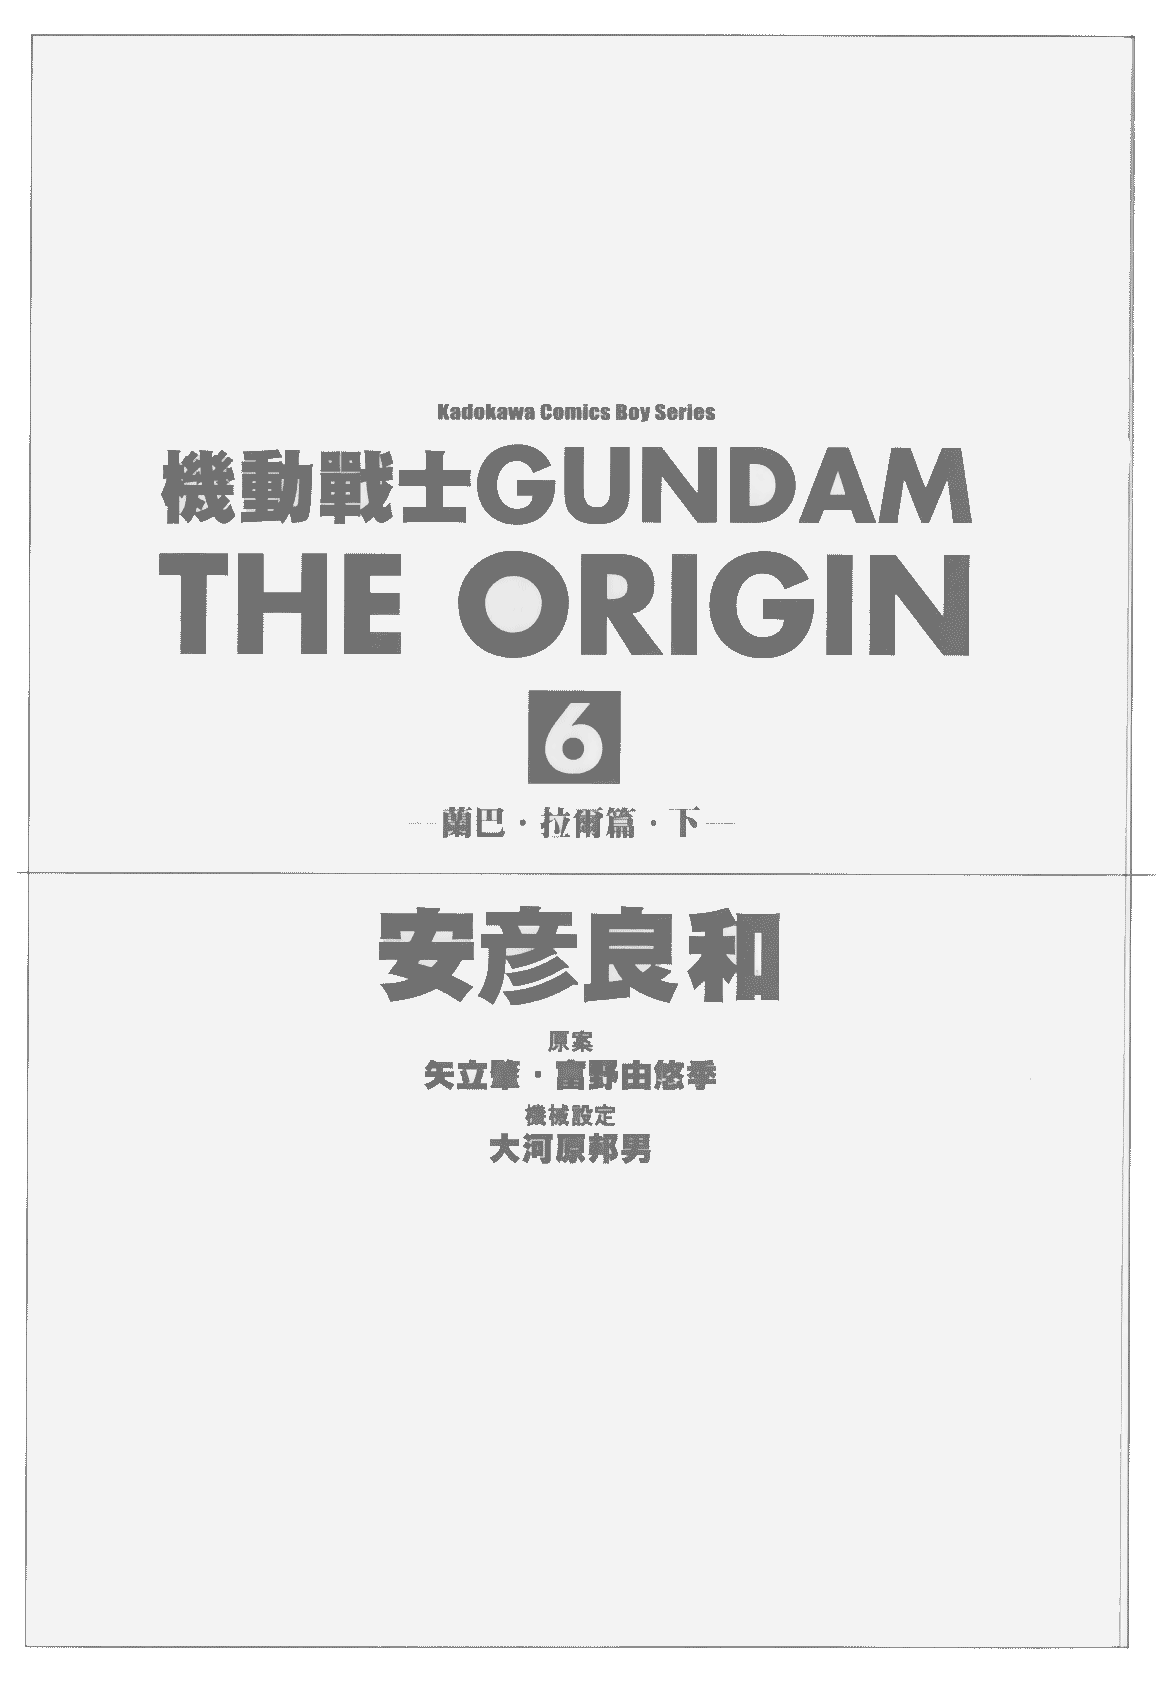 Kadokawa Comics Boy Series
機動戰士GUNDAM
THE ORIGIN
6
—蘭巴・拉爾篇・下—
安彦良和
原案
矢立肇・富野由悠季
機械設定
大河原邦男